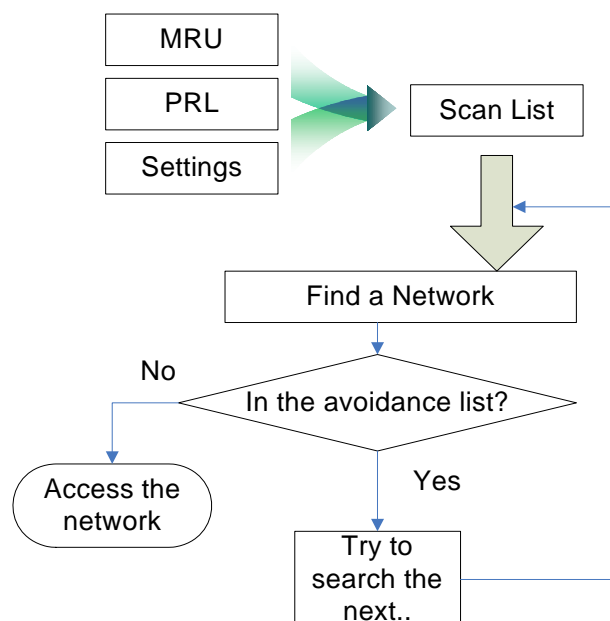 MRU
PRL
Settings
Scan List
Find a Network
In the avoidance list?
No
Yes
Access the
network
Try to
search the
next..